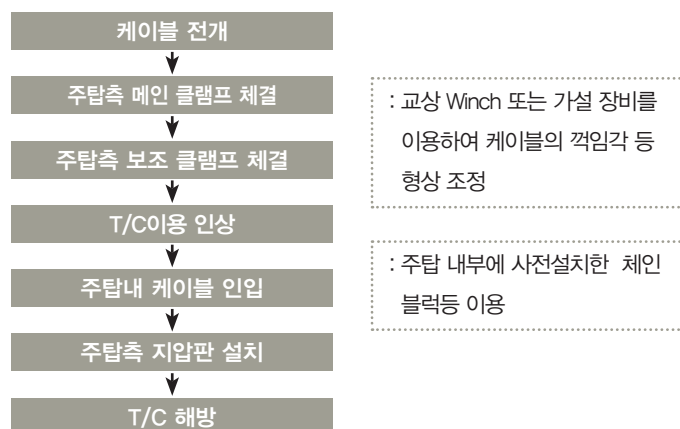 케이블 전개
주탑측 메인 클램프 체결
주탑측 보조 클램프 체결
T/C이용 인상
주탑내 케이블 인입
주탑측 지압판 설치
T/C 해방
: 교상 Winch 또는 가설 장비를
이용하여 케이블의 꺽임각 등
형상 조정
: 주탑 내부에 사전설치한 체인
블럭등 이용